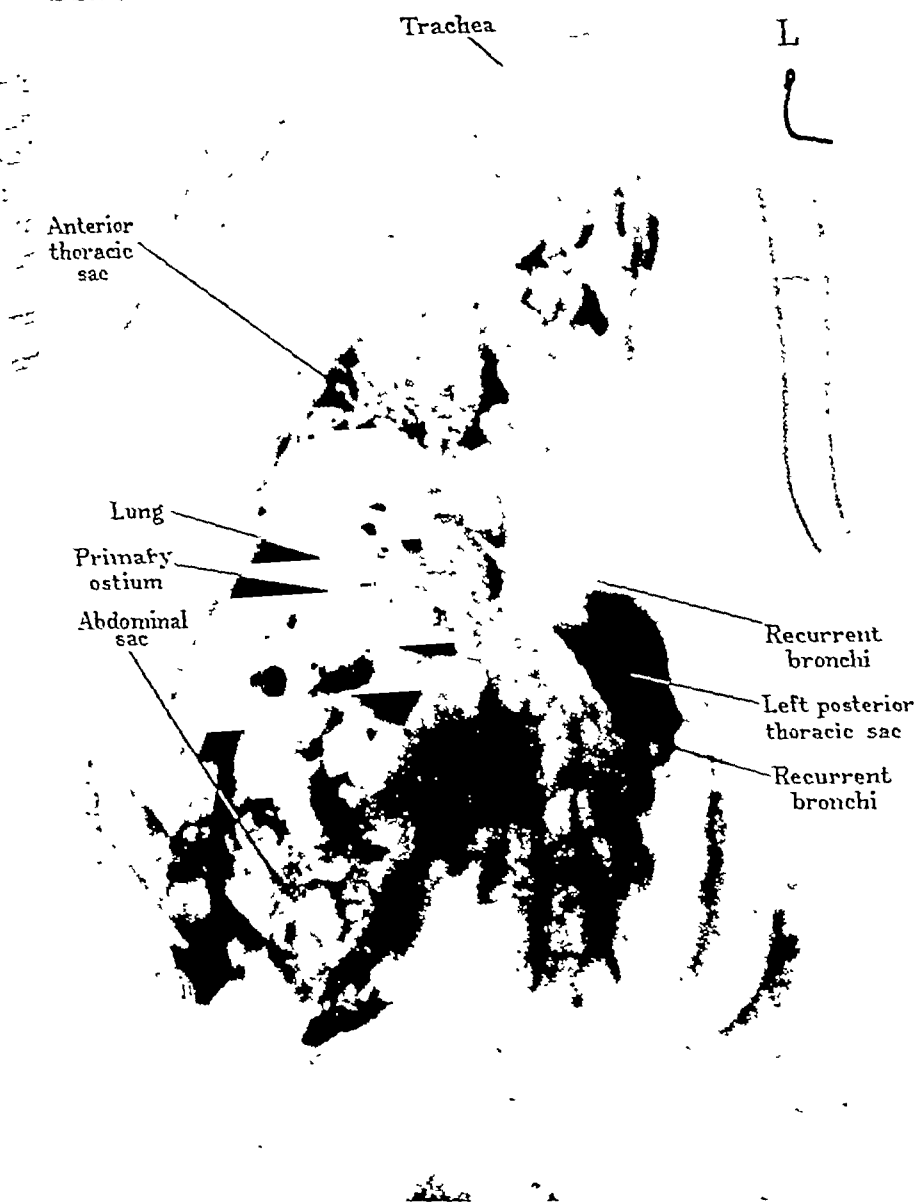 Trachea
L
Anterior
thoracic
sac
Lung
Primary
ostium
Abdominal
sac
Recurrent
bronchi
Left posterior
thoracic sac
Recurrent
bronchi